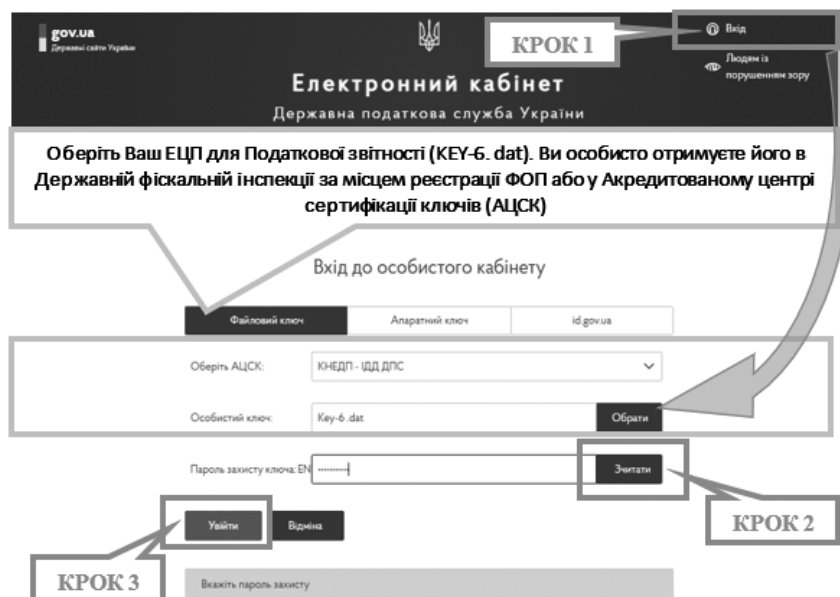 gov.ua
Державні сайти України
КРОК 1
Вхід
Людям із
порушенням зору
Електронний кабінет
Державна податкова служба України
Оберіть Ваш ЕЦП для Податкової звітності (KEY-6. dat). Ви особисто отримуєте його в
Державній фіскальній інспекції за місцем реєстрації ФОП або у Акредитованому центрі
сертифікації ключів (АЦСК)
Вхід до особистого кабінету
Файловий ключ
Апаратний ключ
id.gov.ua
Оберіть АЦСК:
КНЕДП - ІДД ДПС
Особистий ключ:
Key-6 .dat
Обрати
Пароль захисту ключа: EN
Зчитати
КРОК 2
Увійти
Відміна
КРОК 3
Вкажіть пароль захисту